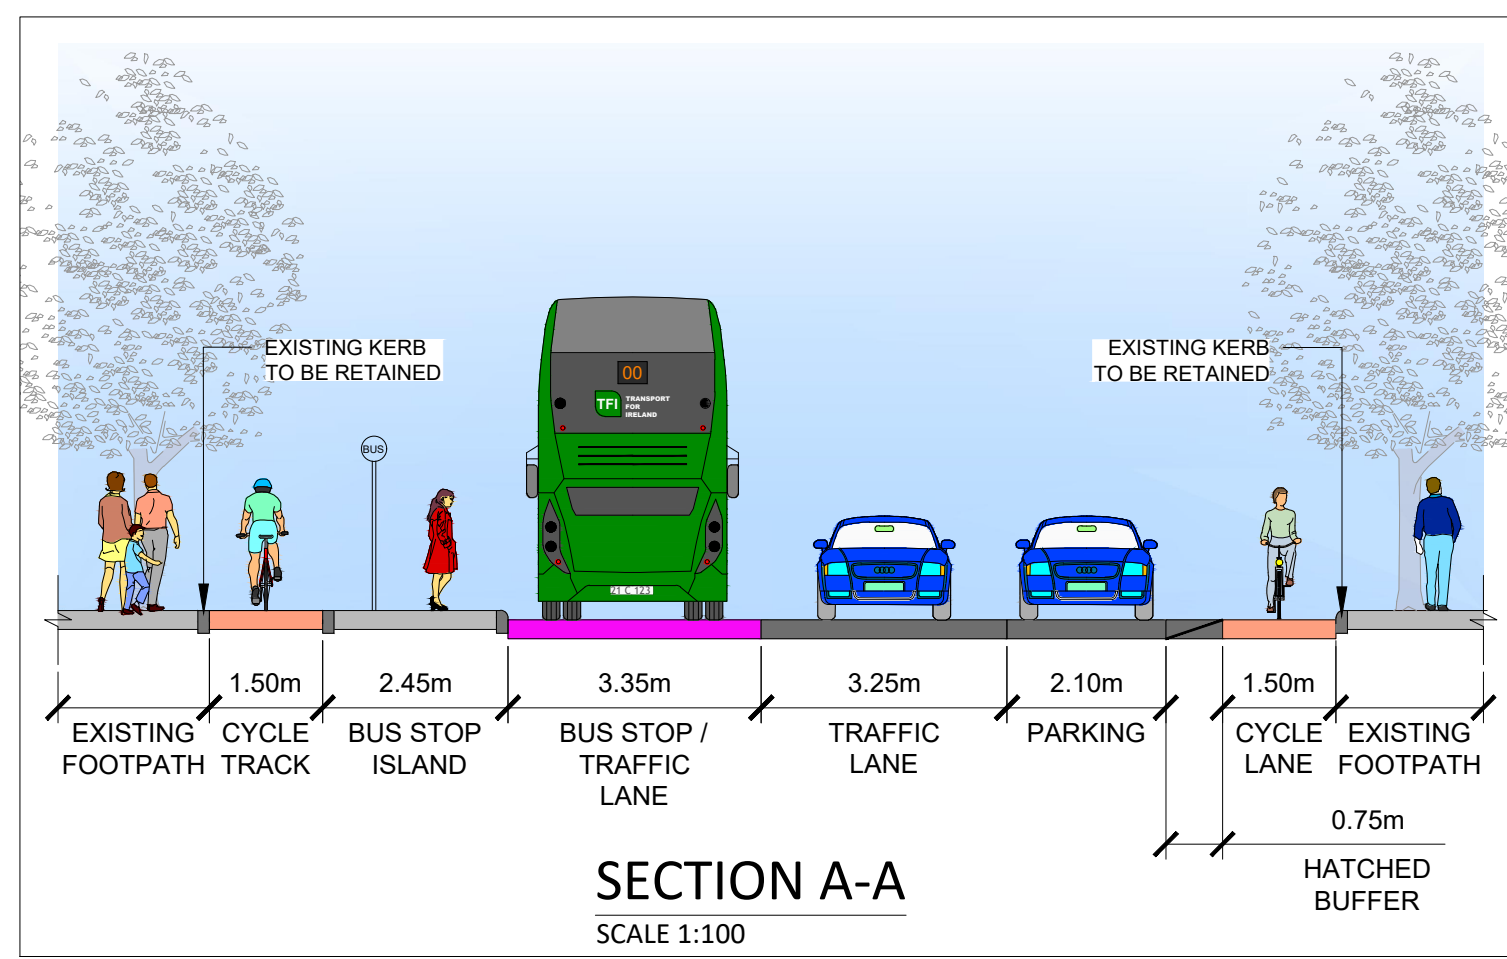 EXISTING KERB
TO BE RETAINED
EXISTING KERB
TO BE RETAINED
00
TFI
TRANSPORT
FOR
IRELAND
BUS
21 C 123
1.50m
2.45m
3.35m
3.25m
2.10m
1.50m
EXISTING
FOOTPATH
CYCLE
TRACK
BUS STOP
ISLAND
BUS STOP /
TRAFFIC
LANE
TRAFFIC
LANE
PARKING
CYCLE
LANE
EXISTING
FOOTPATH
0.75m
HATCHED
BUFFER
SECTION A-A
SCALE 1:100